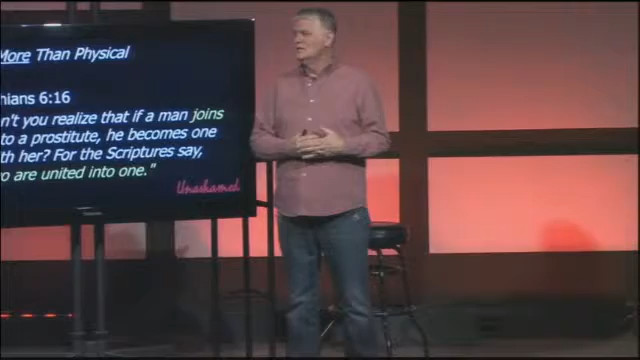 More Than Physical
hians 6:16
n't you realize that if a man joins
to a prostitute, he becomes one
th her? For the Scriptures say,
o are united into one."
Unashamed